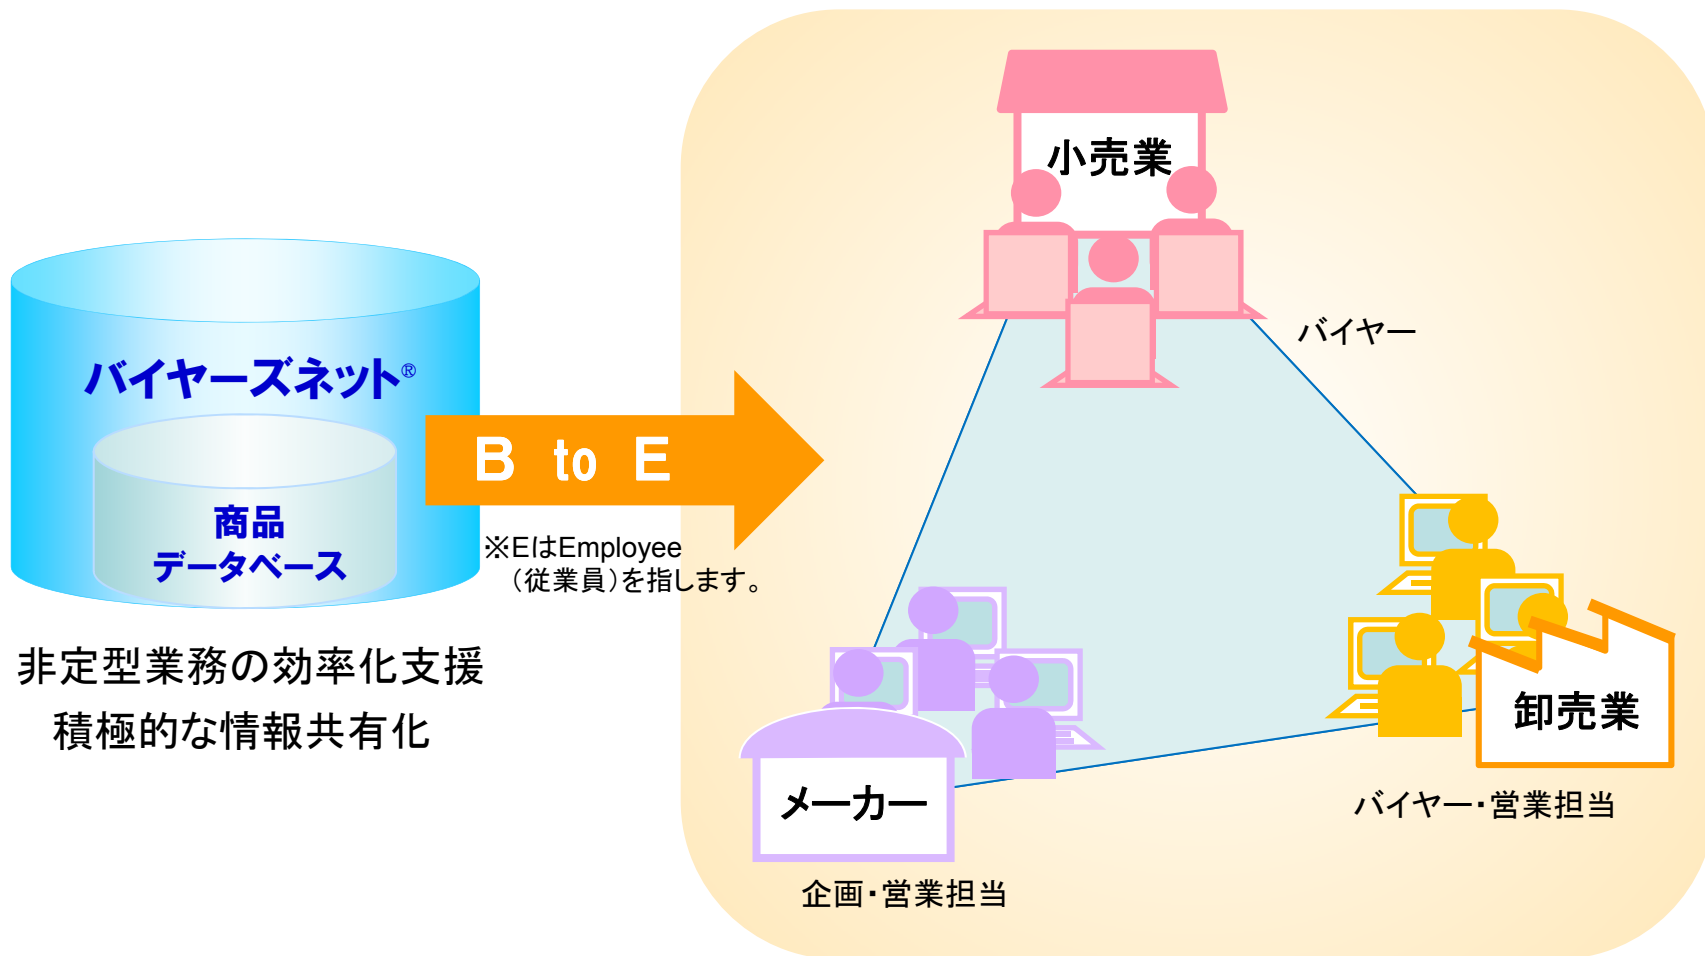 バイヤーズネット®
商品
データベース
非定型業務の効率化支援
積極的な情報共有化
B to E
※EはEmployee
（従業員）を指します。
小売業
バイヤー
卸売業
バイヤー・営業担当
メーカー
企画・営業担当